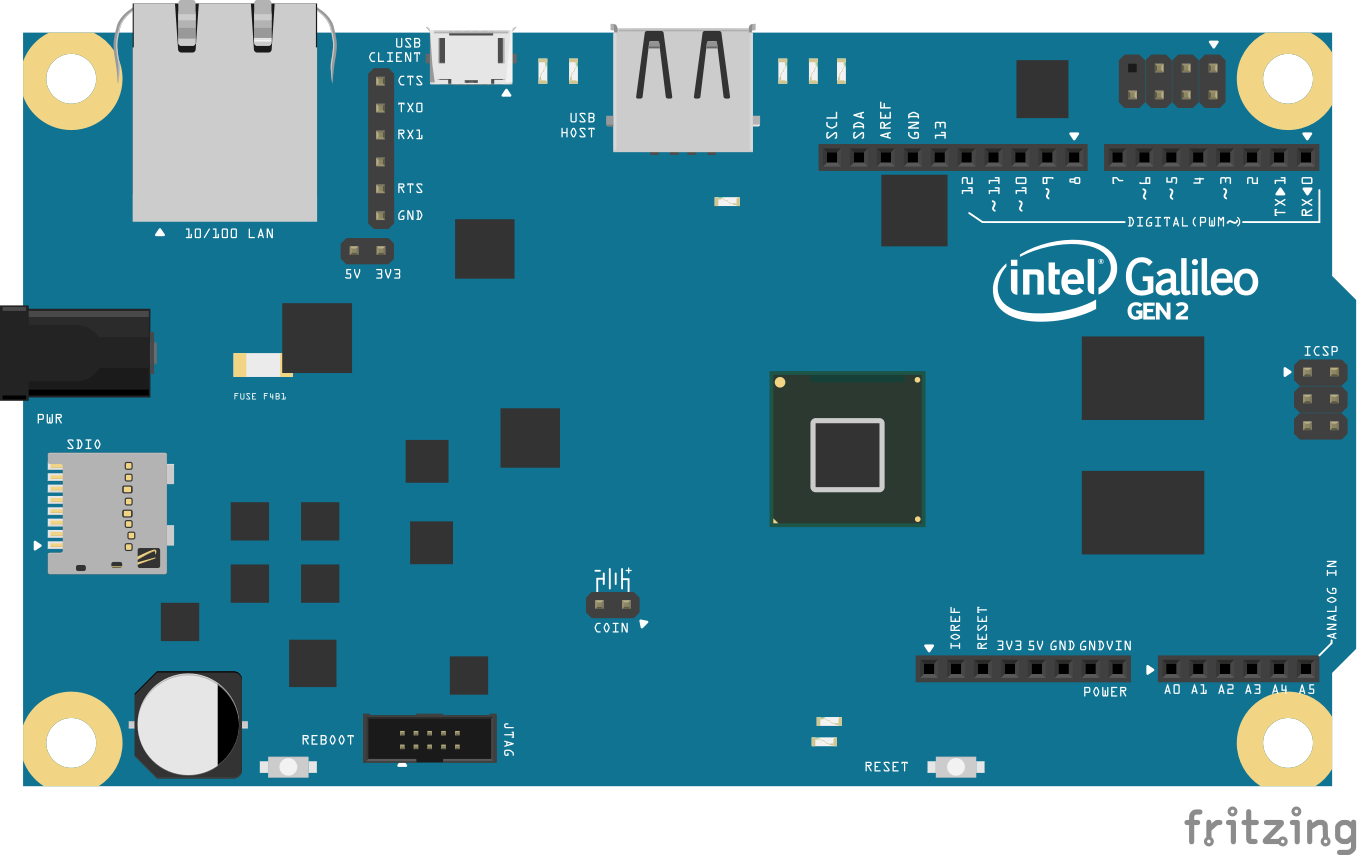 USB
CLIENT
CTS
TXO
RX1
RTS
GND
5V 3V3
10/100 LAN
USB
HOST
SCL
SDA
AREF
GND
13
12
~11
~10
~9
8
7
~6
~5
4
~3
2
TX▶1
RX◀0
DIGITAL(PWM~)
intel® Galileo
GEN 2
ICSP
FUSE F4B1
PWR
SDIO
- +
COIN
IOREF
RESET
3V3 5V GND GNDVIN
POWER
ANALOG IN
A0 A1 A2 A3 A4 A5
REBOOT
JTAG
RESET
fritzing